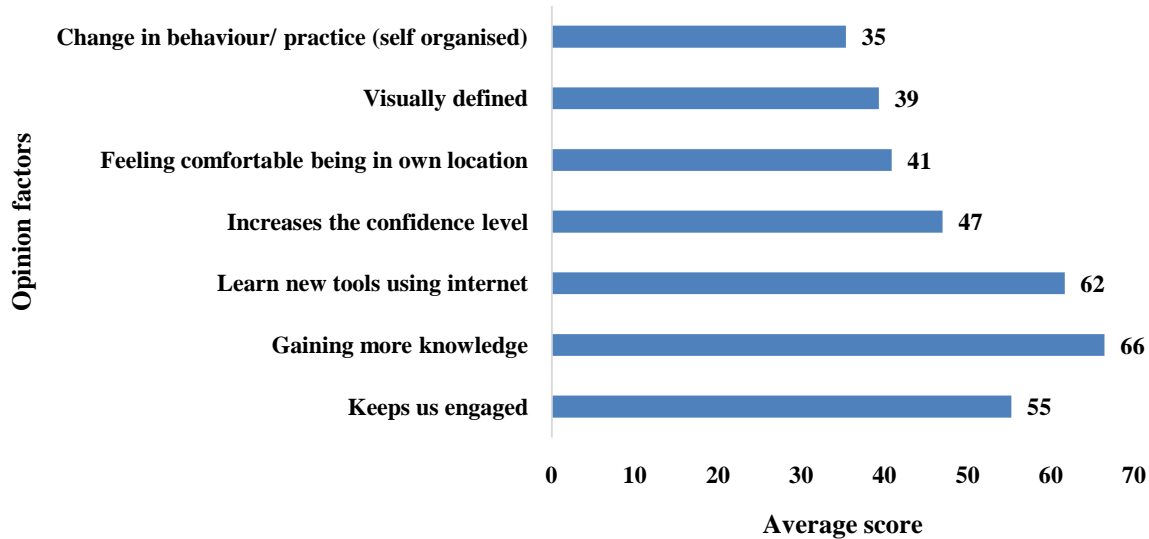 Opinion factors
Change in behaviour/ practice (self organised) 35
Visually defined 39
Feeling comfortable being in own location 41
Increases the confidence level 47
Learn new tools using internet 62
Gaining more knowledge 66
Keeps us engaged 55
0 10 20 30 40 50 60 70
Average score